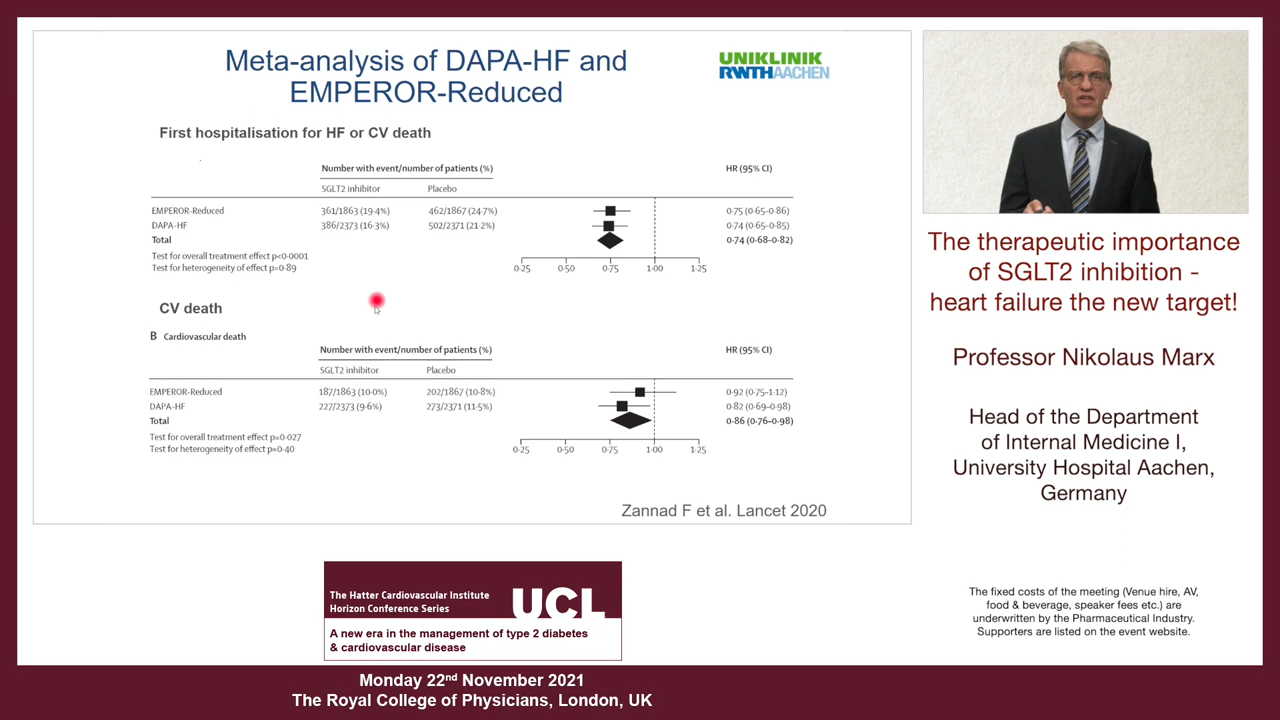 Meta-analysis of DAPA-HF and
EMPEROR-Reduced
UNIKLINIK
RWTHAACHEN
First hospitalisation for HF or CV death
Number with event/number of patients (%)
HR (95% CI)
SGLT2 inhibitor
Placebo
EMPEROR-Reduced 361/1863 (19·4%) 462/1867 (24·7%) 0·75 (0·65–0·86)
DAPA-HF 386/2373 (16·3%) 502/2371 (21·2%) 0·74 (0·65–0·85)
Total 0·74 (0·68–0·82)
Test for overall treatment effect p<0·0001
Test for heterogeneity of effect p=0·89
0·25 0·50 0·75 1·00 1·25
CV death
B Cardiovascular death
Number with event/number of patients (%)
HR (95% CI)
SGLT2 inhibitor
Placebo
EMPEROR-Reduced 187/1863 (10·0%) 202/1867 (10·8%) 0·92 (0·75–1·12)
DAPA-HF 227/2373 (9·6%) 273/2371 (11·5%) 0·82 (0·69–0·98)
Total 0·86 (0·76–0·98)
Test for overall treatment effect p=0·027
Test for heterogeneity of effect p=0·40
0·25 0·50 0·75 1·00 1·25
Zannad F et al. Lancet 2020
The therapeutic importance
of SGLT2 inhibition -
heart failure the new target!
Professor Nikolaus Marx
Head of the Department
of Internal Medicine I,
University Hospital Aachen,
Germany
The fixed costs of the meeting (Venue hire, AV,
food & beverage, speaker fees etc.) are
underwritten by the Pharmaceutical Industry.
Supporters are listed on the event website.
The Hatter Cardiovascular Institute
Horizon Conference Series
UCL
A new era in the management of type 2 diabetes
& cardiovascular disease
Monday 22nd November 2021
The Royal College of Physicians, London, UK